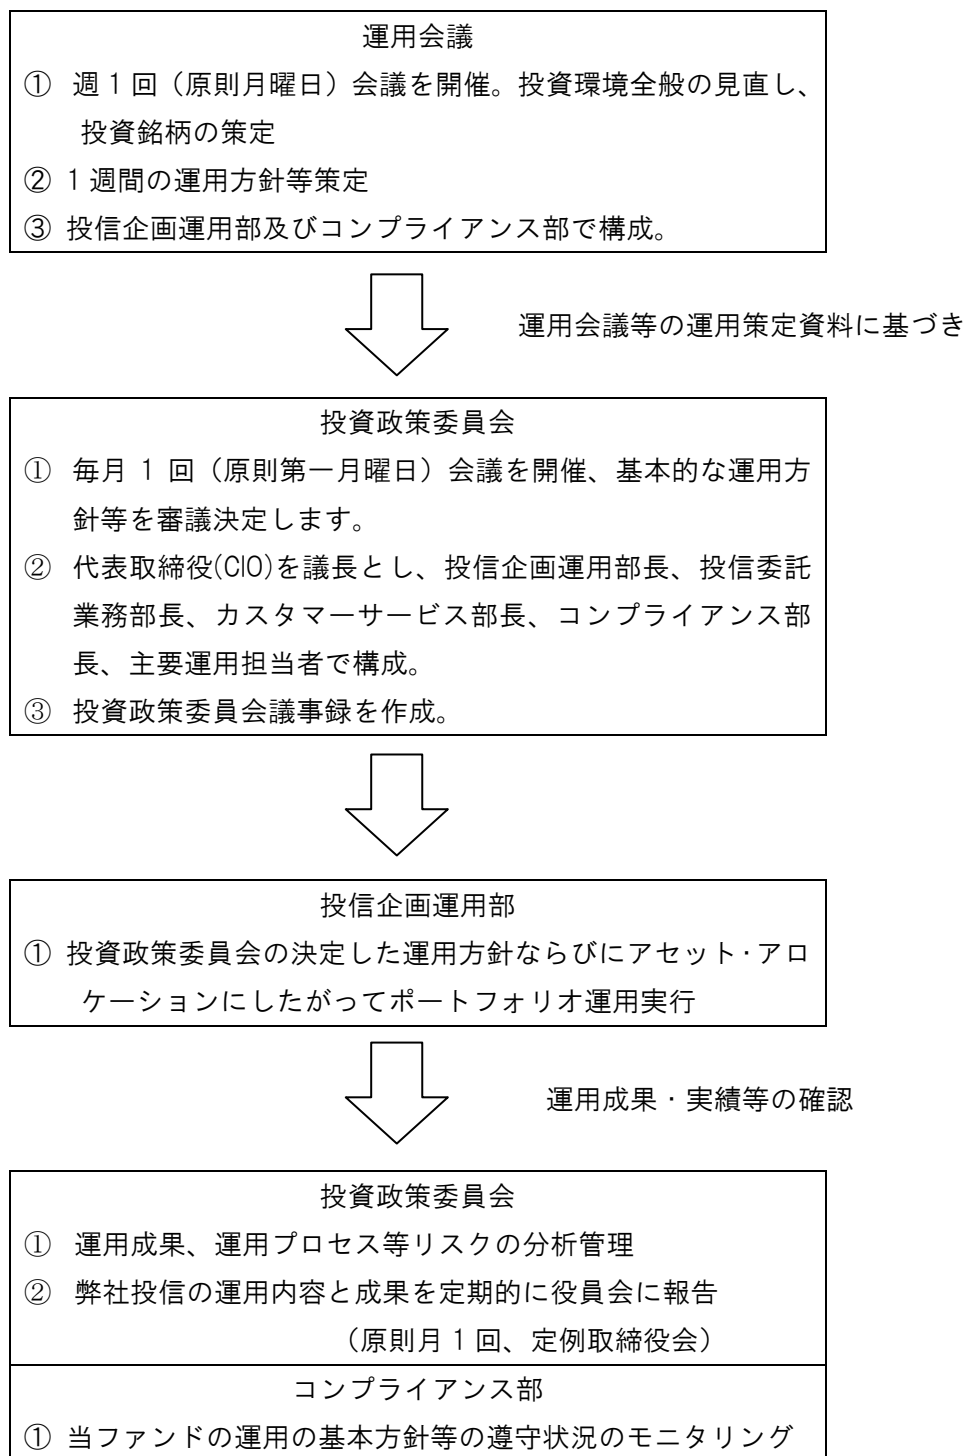 運用会議
① 週1回（原則月曜日）会議を開催。投資環境全般の見直し、
投資銘柄の策定
② 1週間の運用方針等策定
③ 投信企画運用部及びコンプライアンス部で構成。
運用会議等の運用策定資料に基づき
投資政策委員会
① 毎月 1 回（原則第一月曜日）会議を開催、基本的な運用方
針等を審議決定します。
② 代表取締役(CIO)を議長とし、投信企画運用部長、投信委託
業務部長、カスタマーサービス部長、コンプライアンス部
長、主要運用担当者で構成。
③ 投資政策委員会議事録を作成。
投信企画運用部
① 投資政策委員会の決定した運用方針ならびにアセット・アロ
ケーションにしたがってポートフォリオ運用実行
運用成果・実績等の確認
投資政策委員会
① 運用成果、運用プロセス等リスクの分析管理
② 弊社投信の運用内容と成果を定期的に役員会に報告
（原則月1回、定例取締役会）
コンプライアンス部
① 当ファンドの運用の基本方針等の遵守状況のモニタリング